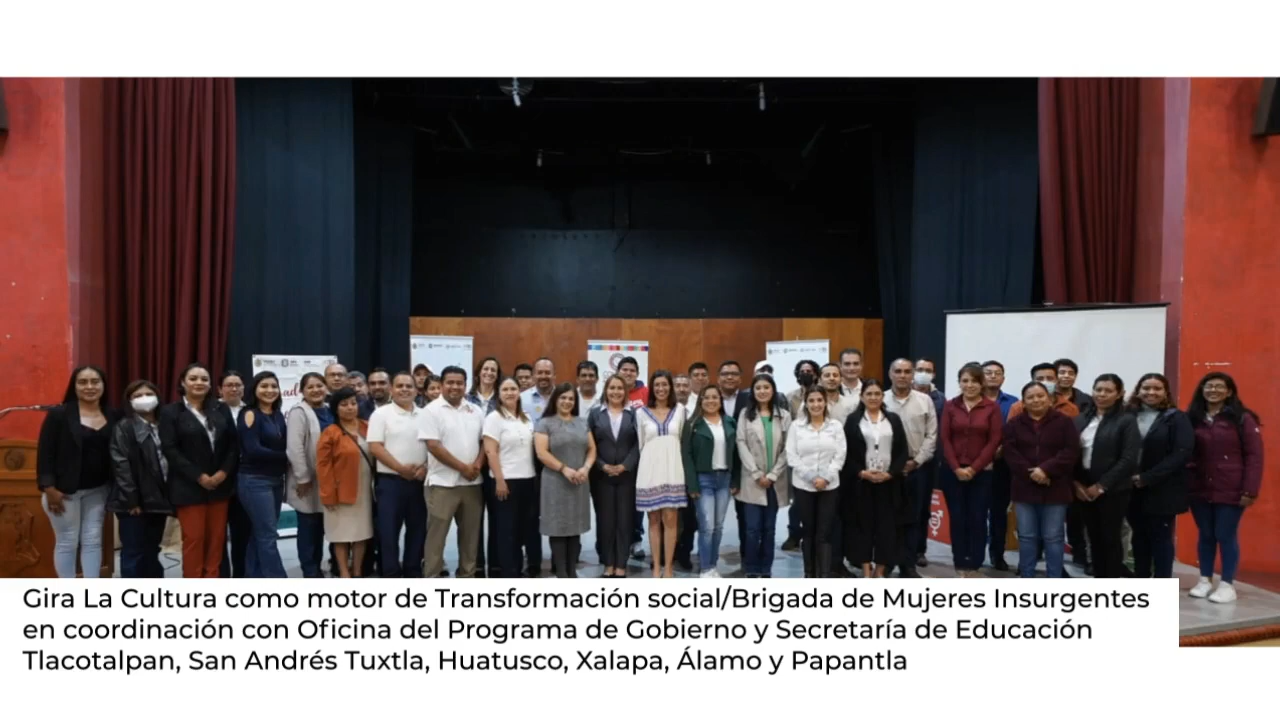 Gira La Cultura como motor de Transformación social/Brigada de Mujeres Insurgentes
en coordinación con Oficina del Programa de Gobierno y Secretaría de Educación
Tlacotalpan, San Andrés Tuxtla, Huatusco, Xalapa, Álamo y Papantla